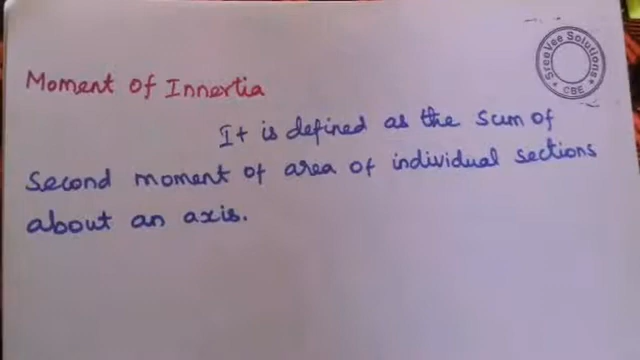 SreeVee Solutions
* CBE *
Moment of Innertia
It is defined as the sum of
Second moment of area of individual sections
about an axis.